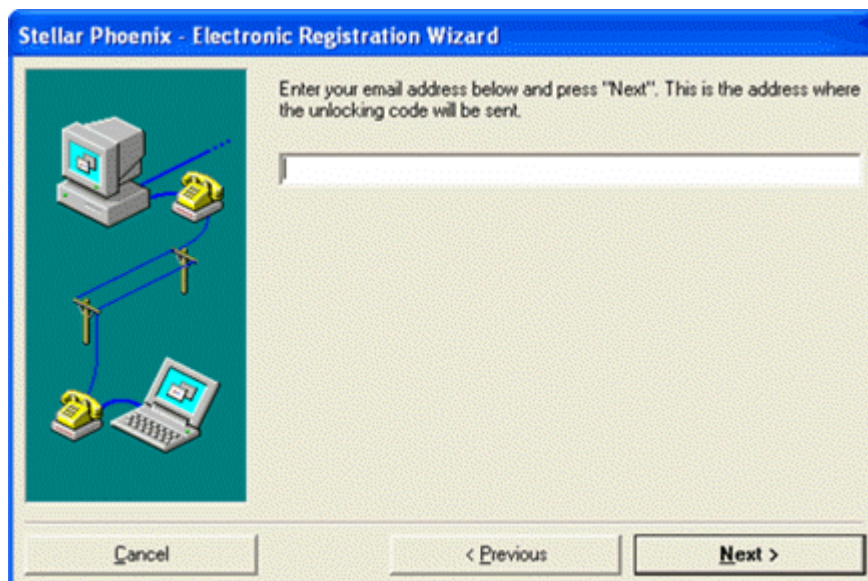 Stellar Phoenix - Electronic Registration Wizard
Enter your email address below and press "Next". This is the address where
the unlocking code will be sent.
Cancel
< Previous
Next >